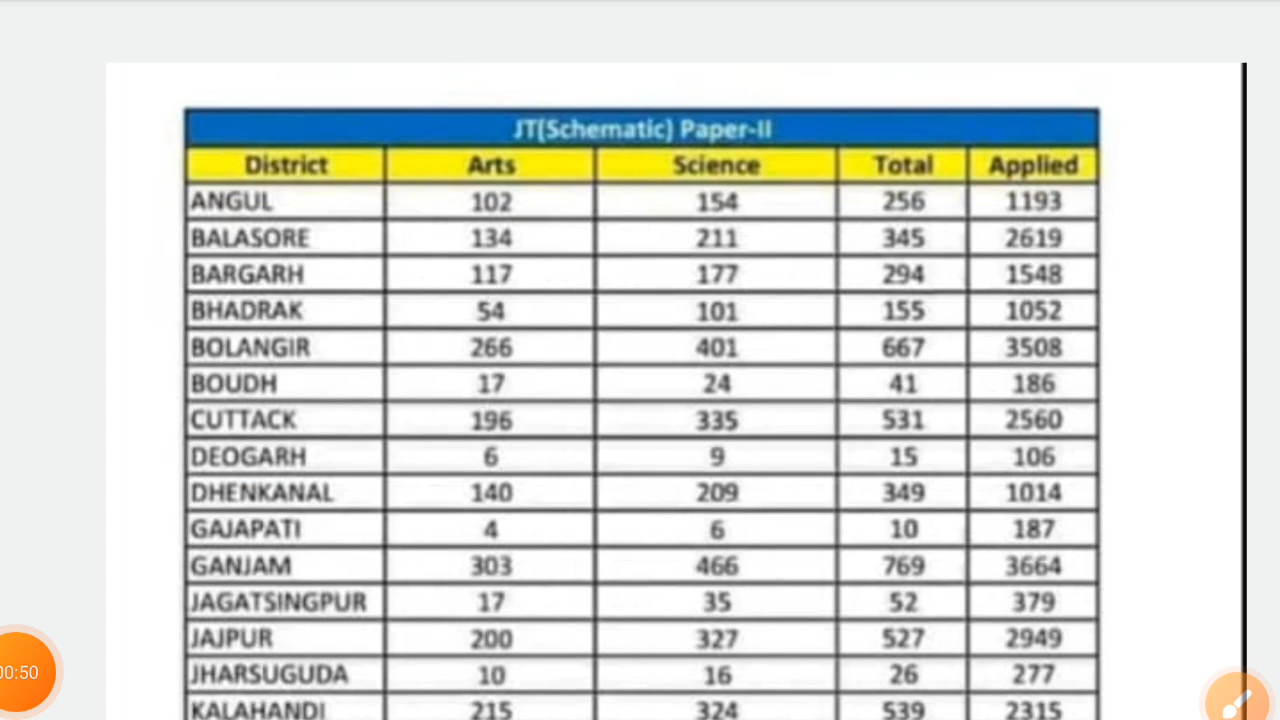 JT(Schematic) Paper-II
District Arts Science Total Applied
ANGUL 102 154 256 1193
BALASORE 134 211 345 2619
BARGARH 117 177 294 1548
BHADRAK 54 101 155 1052
BOLANGIR 266 401 667 3508
BOUDH 17 24 41 186
CUTTACK 196 335 531 2560
DEOGARH 6 9 15 106
DHENKANAL 140 209 349 1014
GAJAPATI 4 6 10 187
GANJAM 303 466 769 3664
JAGATSINGPUR 17 35 52 379
JAJPUR 200 327 527 2949
JHARSUGUDA 10 16 26 277
KALAHANDI 215 324 539 2315
00:50